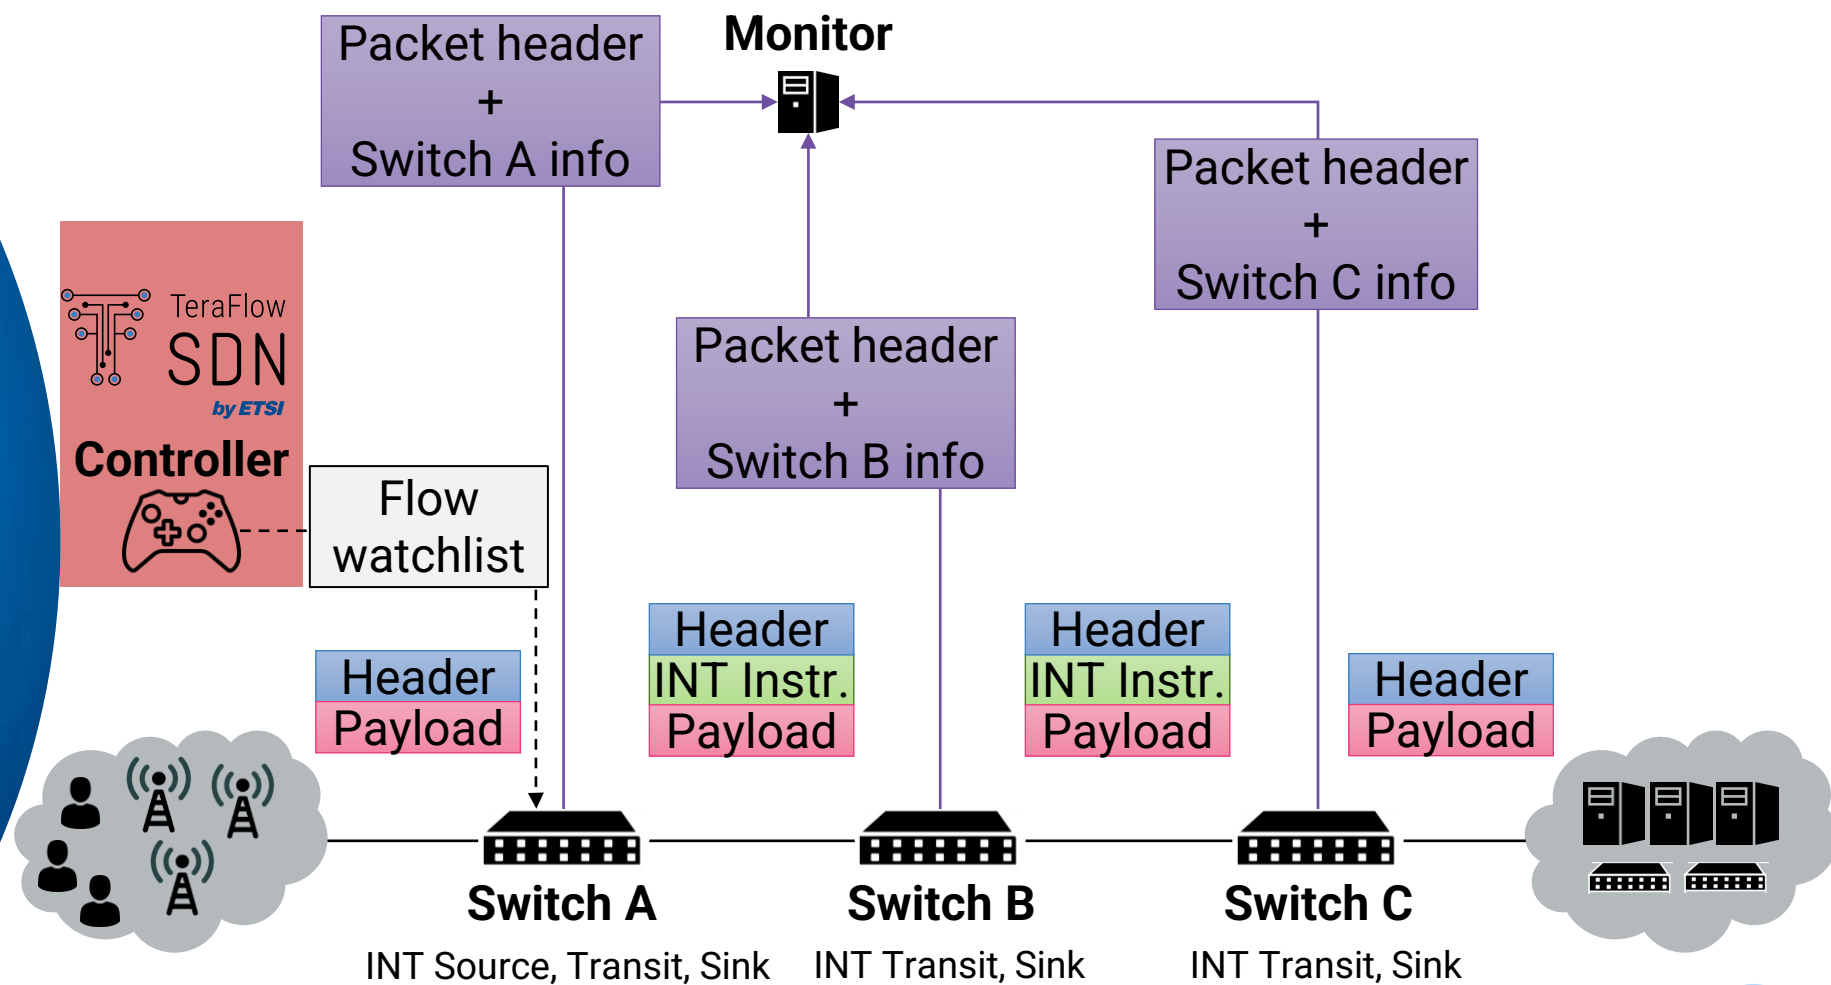 Packet header
+
Switch A info
Monitor
Packet header
+
Switch C info
TeraFlow
SDN
by ETSI
Controller
Packet header
+
Switch B info
Flow
watchlist
Header
Payload
Header
INT Instr.
Payload
Header
INT Instr.
Payload
Header
Payload
Switch A
INT Source, Transit, Sink
Switch B
INT Transit, Sink
Switch C
INT Transit, Sink